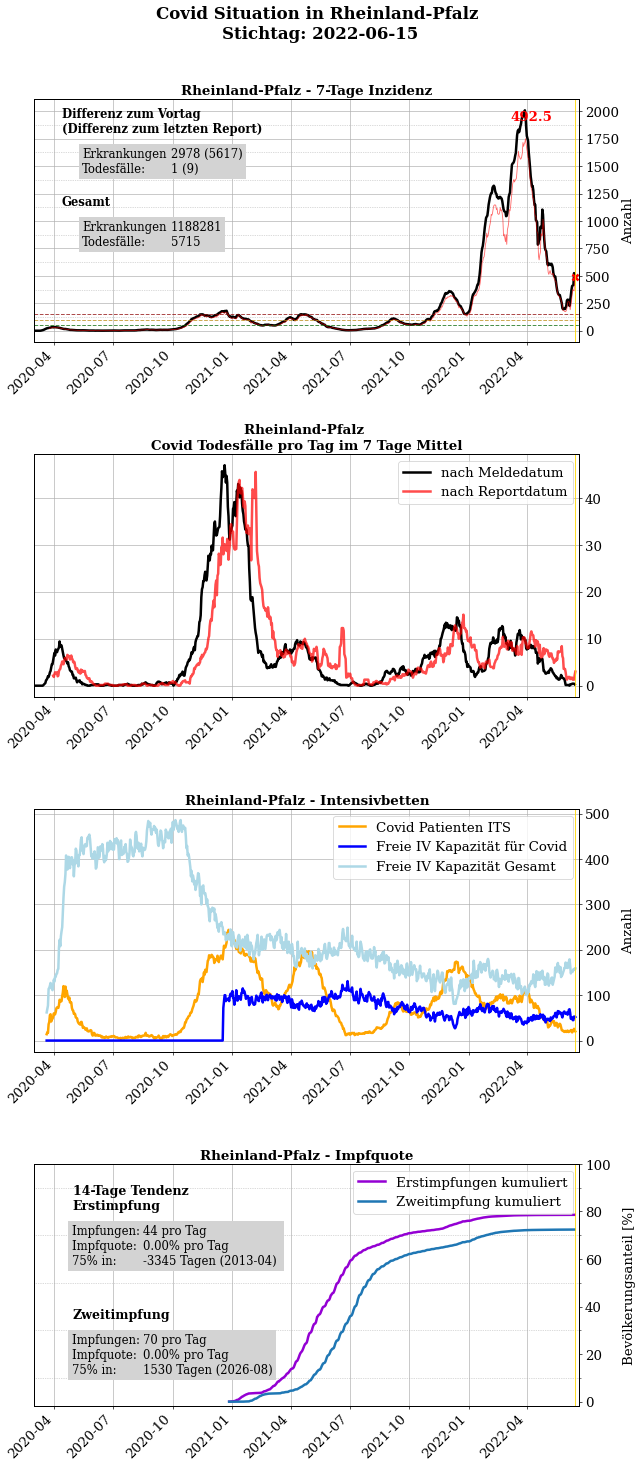 Covid Situation in Rheinland-Pfalz
Stichtag: 2022-06-15
Rheinland-Pfalz - 7-Tage Inzidenz
Differenz zum Vortag
(Differenz zum letzten Report)
Erkrankungen 2978 (5617)
Todesfälle: 1 (9)
Gesamt
Erkrankungen 1188281
Todesfälle: 5715
492.5
2000
1750
1500
1250
1000
750
500
250
0
Anzahl
2020-04
2020-07
2020-10
2021-01
2021-04
2021-07
2021-10
2022-01
2022-04
Rheinland-Pfalz
Covid Todesfälle pro Tag im 7 Tage Mittel
nach Meldedatum
nach Reportdatum
40
30
20
10
0
2020-04
2020-07
2020-10
2021-01
2021-04
2021-07
2021-10
2022-01
2022-04
Rheinland-Pfalz - Intensivbetten
Covid Patienten ITS
Freie IV Kapazität für Covid
Freie IV Kapazität Gesamt
500
400
300
200
100
0
Anzahl
2020-04
2020-07
2020-10
2021-01
2021-04
2021-07
2021-10
2022-01
2022-04
Rheinland-Pfalz - Impfquote
14-Tage Tendenz
Erstimpfung
Impfungen: 44 pro Tag
Impfquote: 0.00% pro Tag
75% in: -3345 Tagen (2013-04)
Zweitimpfung
Impfungen: 70 pro Tag
Impfquote: 0.00% pro Tag
75% in: 1530 Tagen (2026-08)
Erstimpfungen kumuliert
Zweitimpfung kumuliert
100
80
60
40
20
0
Bevölkerungsanteil [%]
2020-04
2020-07
2020-10
2021-01
2021-04
2021-07
2021-10
2022-01
2022-04